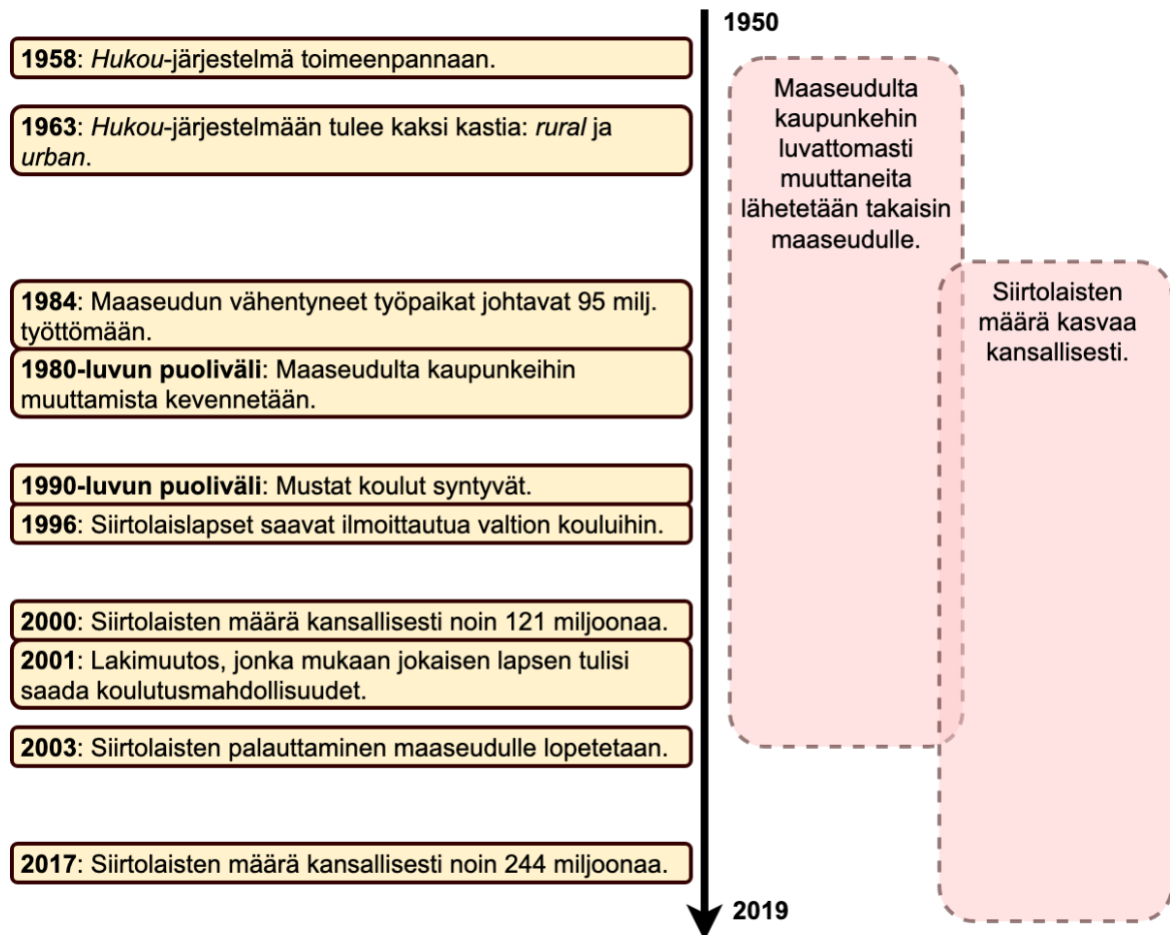 1950
1958: Hukou-järjestelmä toimeenpannaan.
1963: Hukou-järjestelmään tulee kaksi kastia: rural ja
urban.
1984: Maaseudun vähentyneet työpaikat johtavat 95 milj.
työttömään.
1980-luvun puoliväli: Maaseudulta kaupunkeihin
muuttamista kevennetään.
1990-luvun puoliväli: Mustat koulut syntyvät.
1996: Siirtolaislapset saavat ilmoittautua valtion kouluihin.
2000: Siirtolaisten määrä kansallisesti noin 121 miljoonaa.
2001: Lakimuutos, jonka mukaan jokaisen lapsen tulisi
saada koulutusmahdollisuudet.
2003: Siirtolaisten palauttaminen maaseudulle lopetetaan.
2017: Siirtolaisten määrä kansallisesti noin 244 miljoonaa.
2019
Maaseudulta
kaupunkehin
luvattomasti
muuttaneita
lähetetään takaisin
maaseudulle.
Siirtolaisten
määrä kasvaa
kansallisesti.